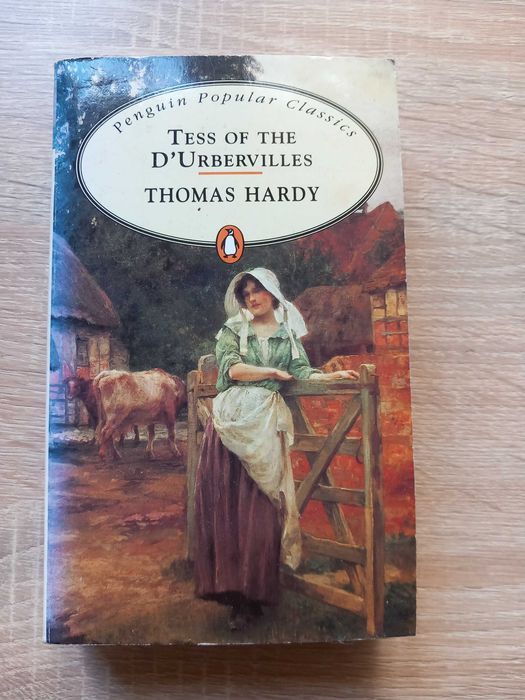 Penguin Popular Classics
TESS OF THE
D'URBERVILLES
THOMAS HARDY